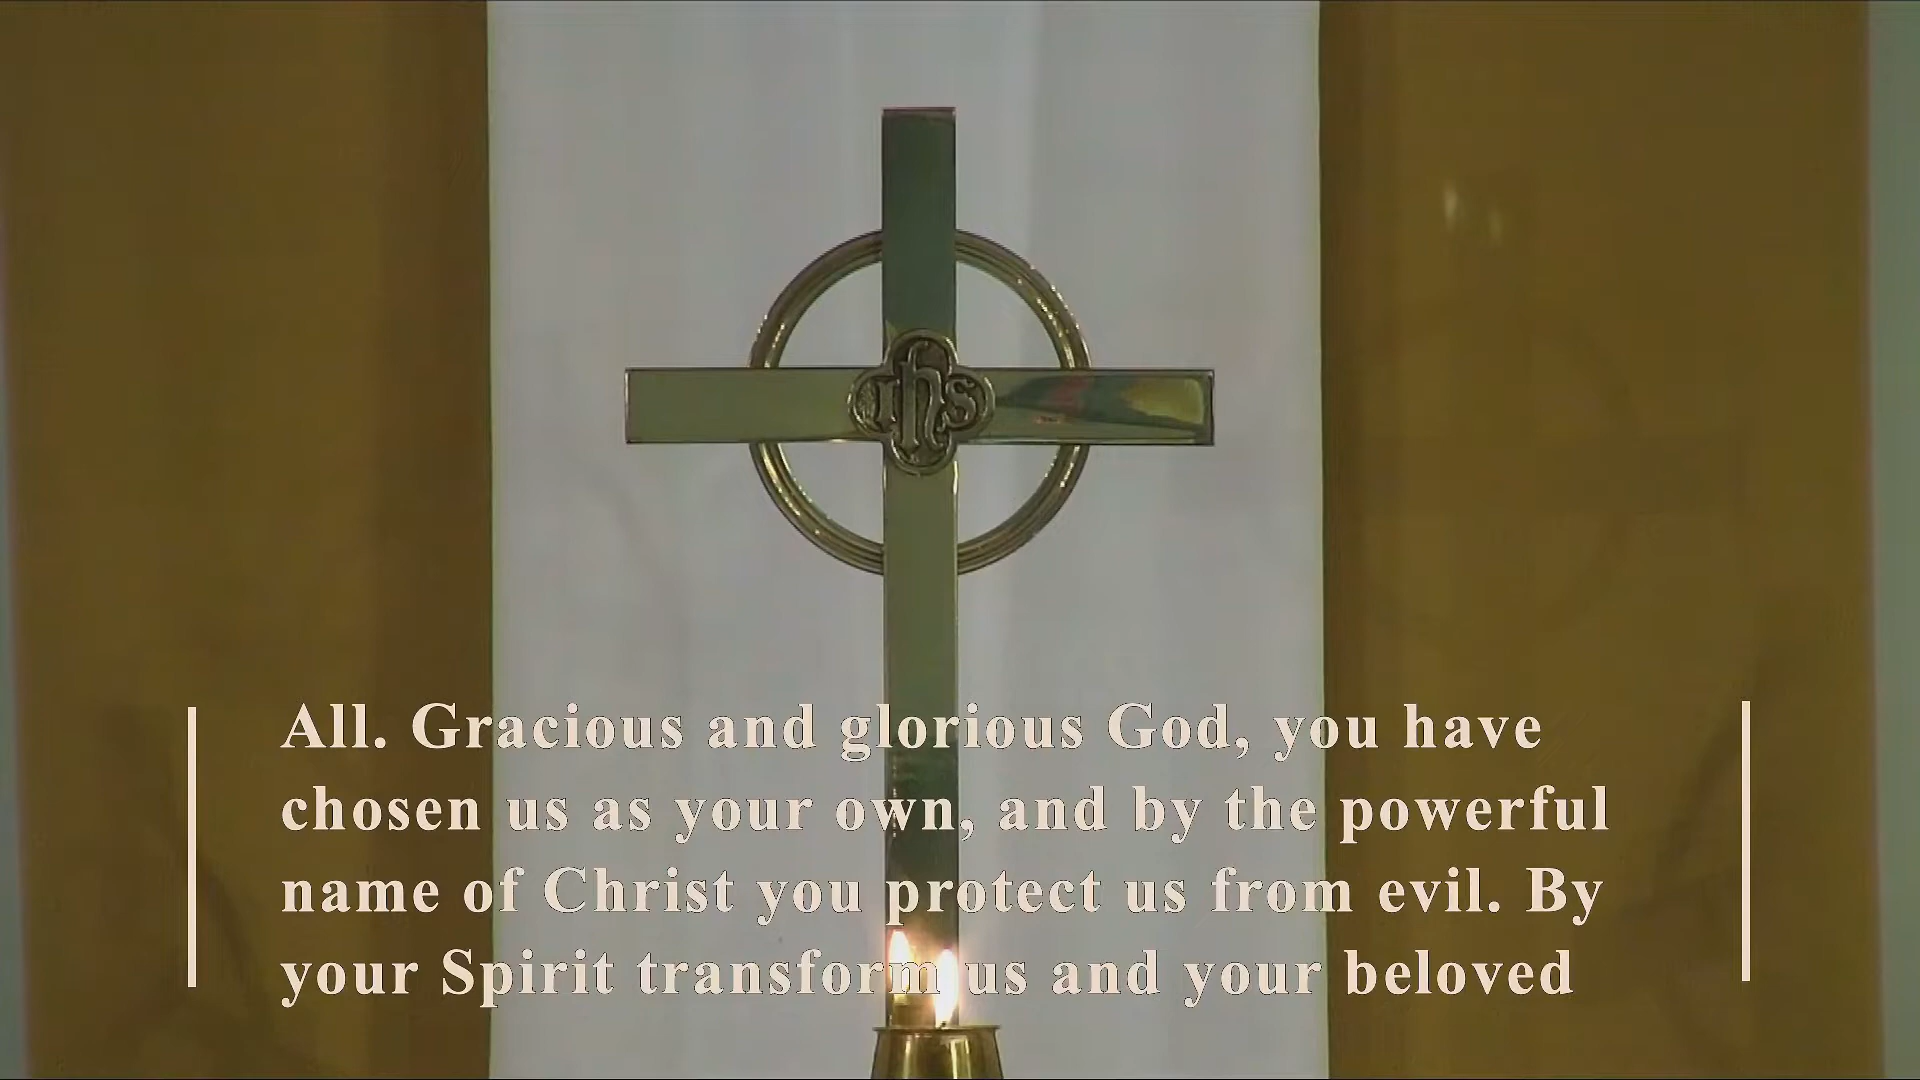 ihs
All. Gracious and glorious God, you have
chosen us as your own, and by the powerful
name of Christ you protect us from evil. By
your Spirit transform us and your beloved